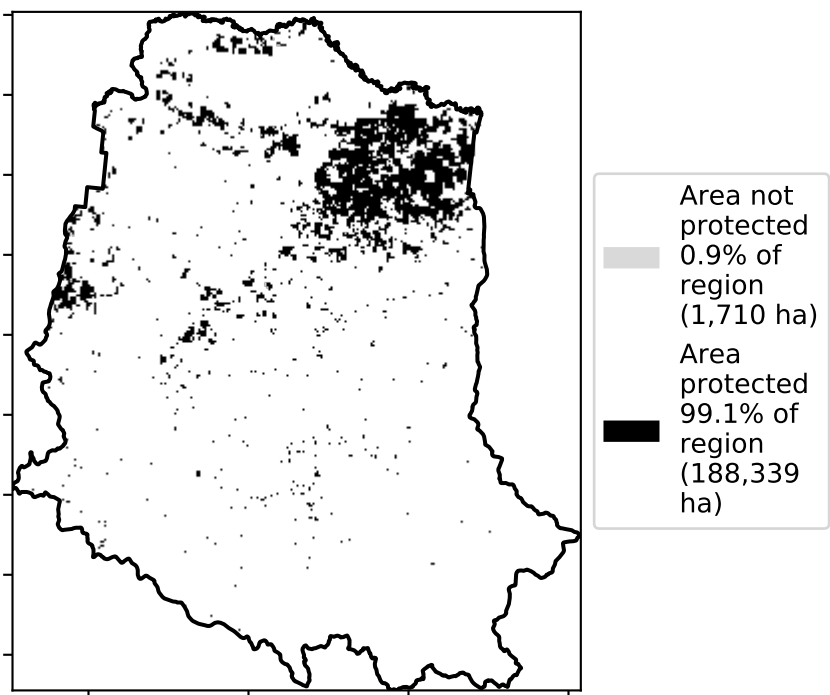 Area not
protected
0.9% of
region
(1,710 ha)
Area
protected
99.1% of
region
(188,339
ha)